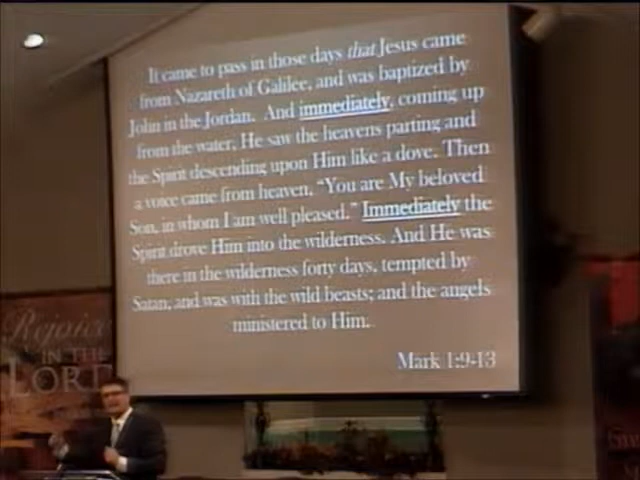 It came to pass in those days that Jesus came
from Nazareth of Galilee, and was baptized by
John in the Jordan. And immediately, coming up
from the water, He saw the heavens parting and
the Spirit descending upon Him like a dove. Then
a voice came from heaven, "You are My beloved
Son, in whom I am well pleased." Immediately the
Spirit drove Him into the wilderness. And He was
there in the wilderness forty days, tempted by
Satan, and was with the wild beasts; and the angels
ministered to Him.
Mark 1:9-13
Rejoice
IN THE
LORD